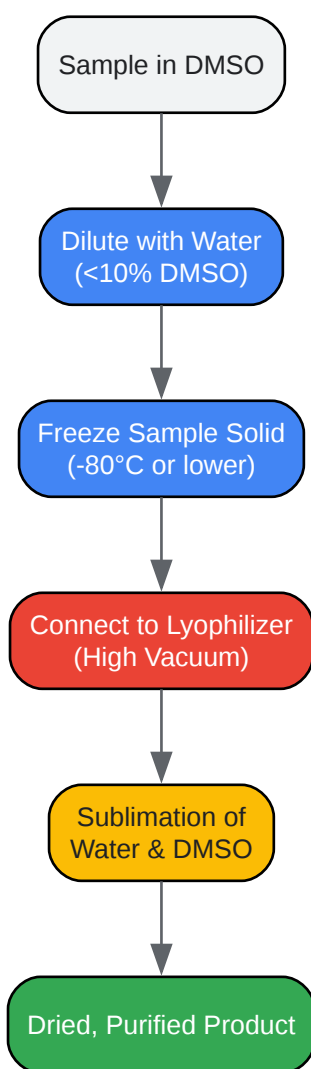 Sample in DMSO
Dilute with Water
(<10% DMSO)
Freeze Sample Solid
(-80°C or lower)
Connect to Lyophilizer
(High Vacuum)
Sublimation of
Water & DMSO
Dried, Purified Product